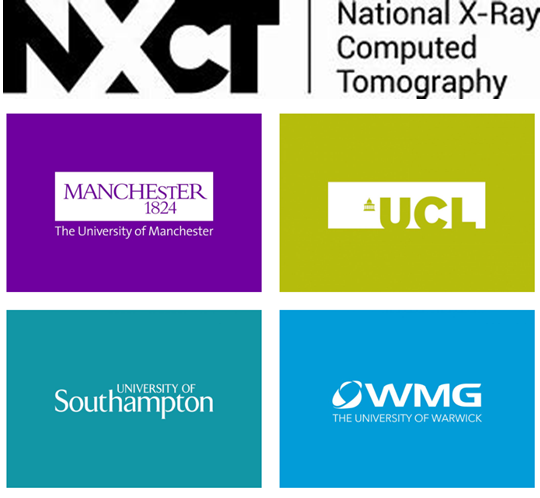 NXCT
National X-Ray
Computed
Tomography
MANCHEsTER
1824
The University of Manchester
UCL
UNIVERSITY OF
Southampton
WMG
THE UNIVERSITY OF WARWICK